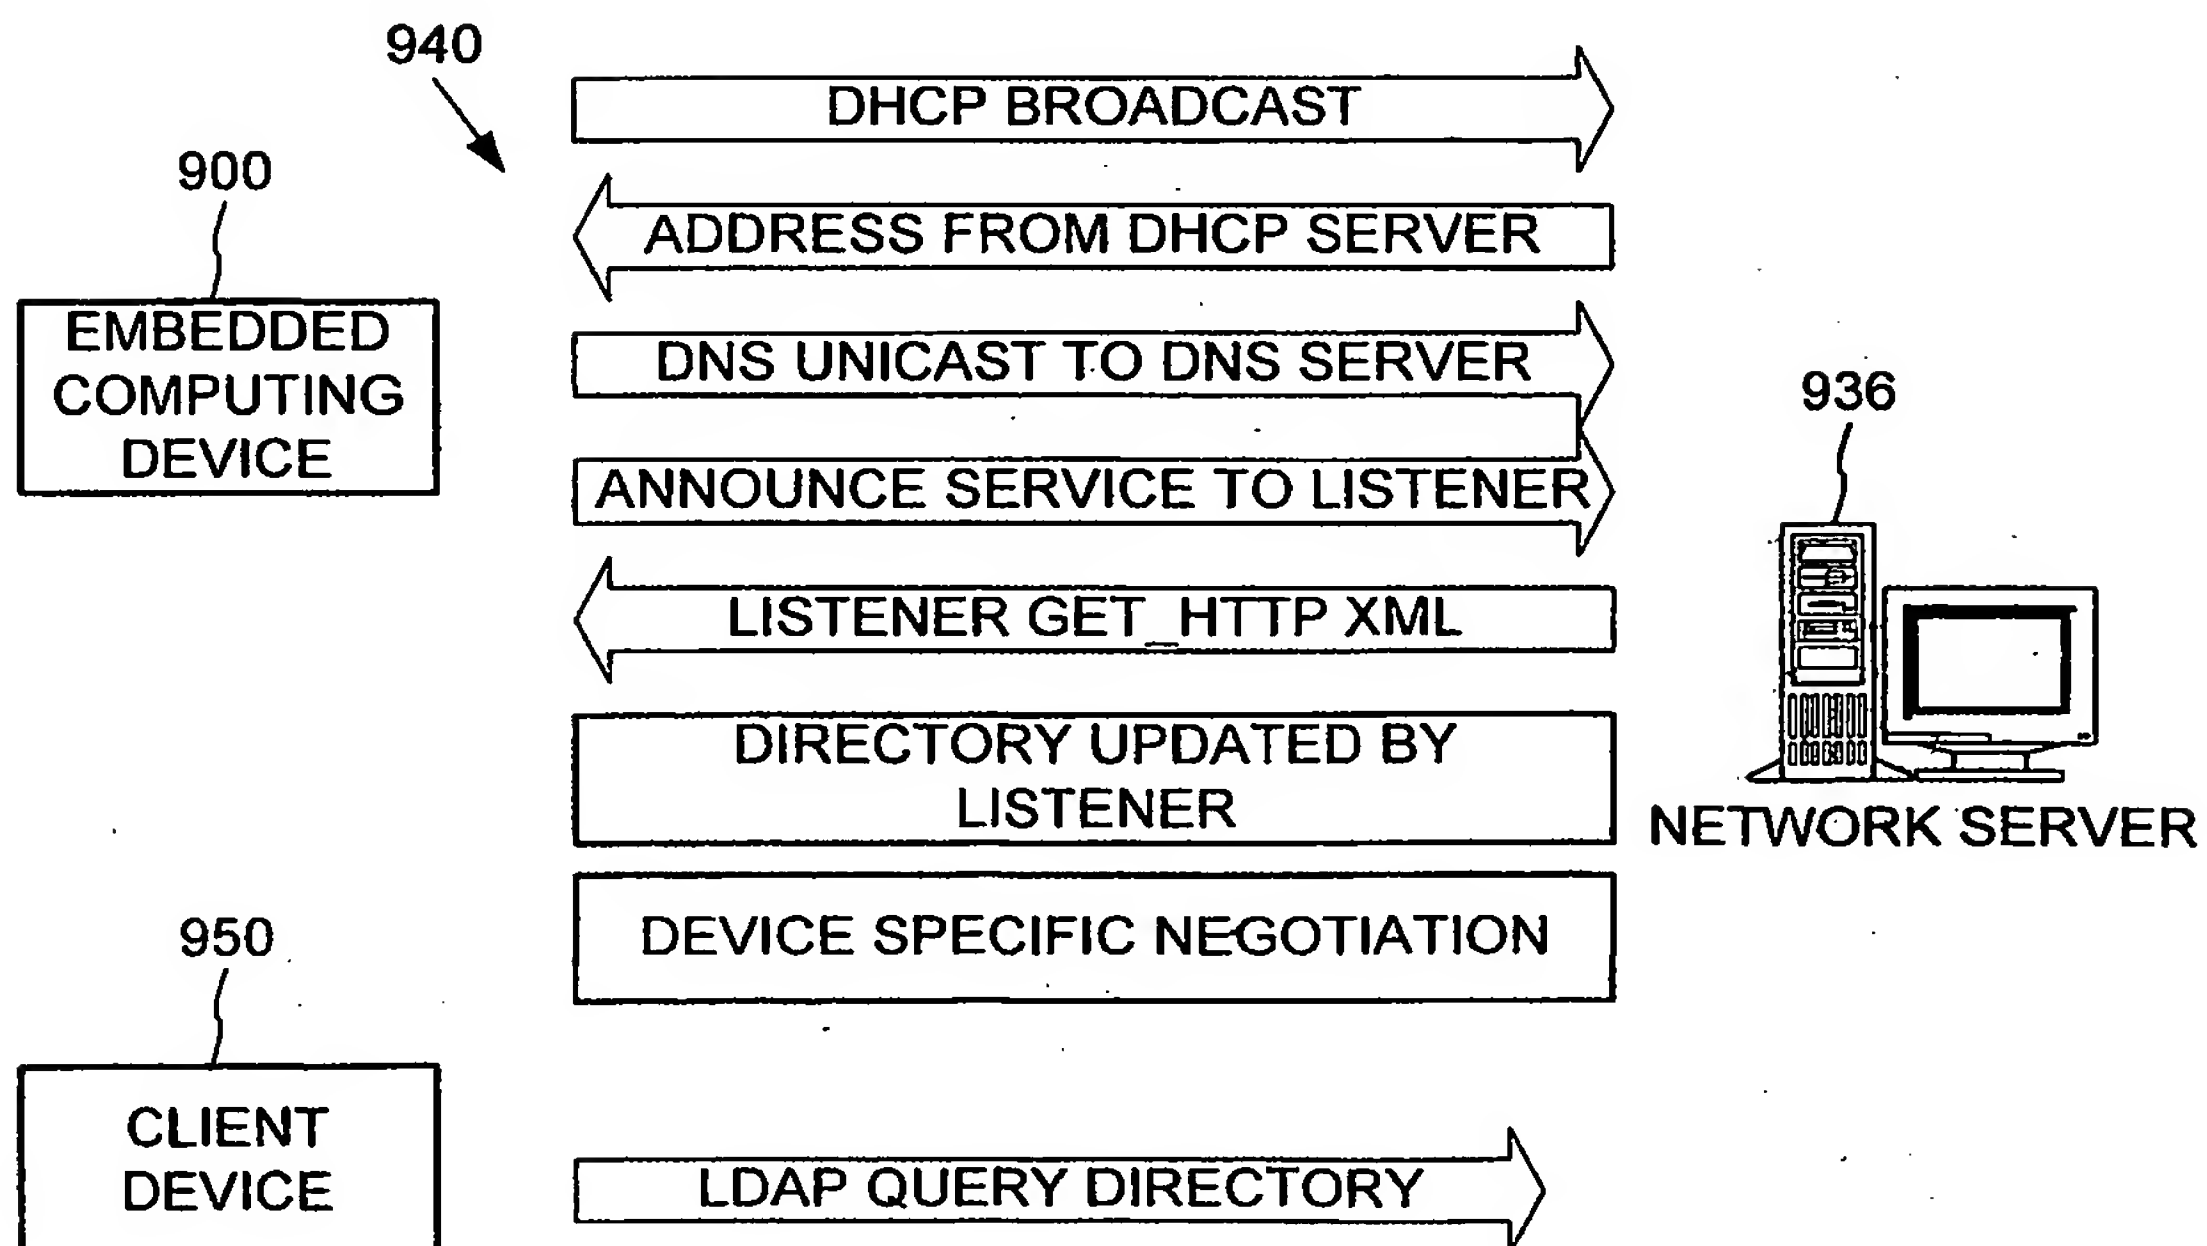 940
DHCP BROADCAST
900
ADDRESS FROM DHCP SERVER
EMBEDDED
COMPUTING
DEVICE
DNS UNICAST TO DNS SERVER
936
ANNOUNCE SERVICE TO LISTENER
LISTENER GET_HTTP XML
DIRECTORY UPDATED BY
LISTENER
NETWORK SERVER
DEVICE SPECIFIC NEGOTIATION
950
CLIENT
DEVICE
LDAP QUERY DIRECTORY